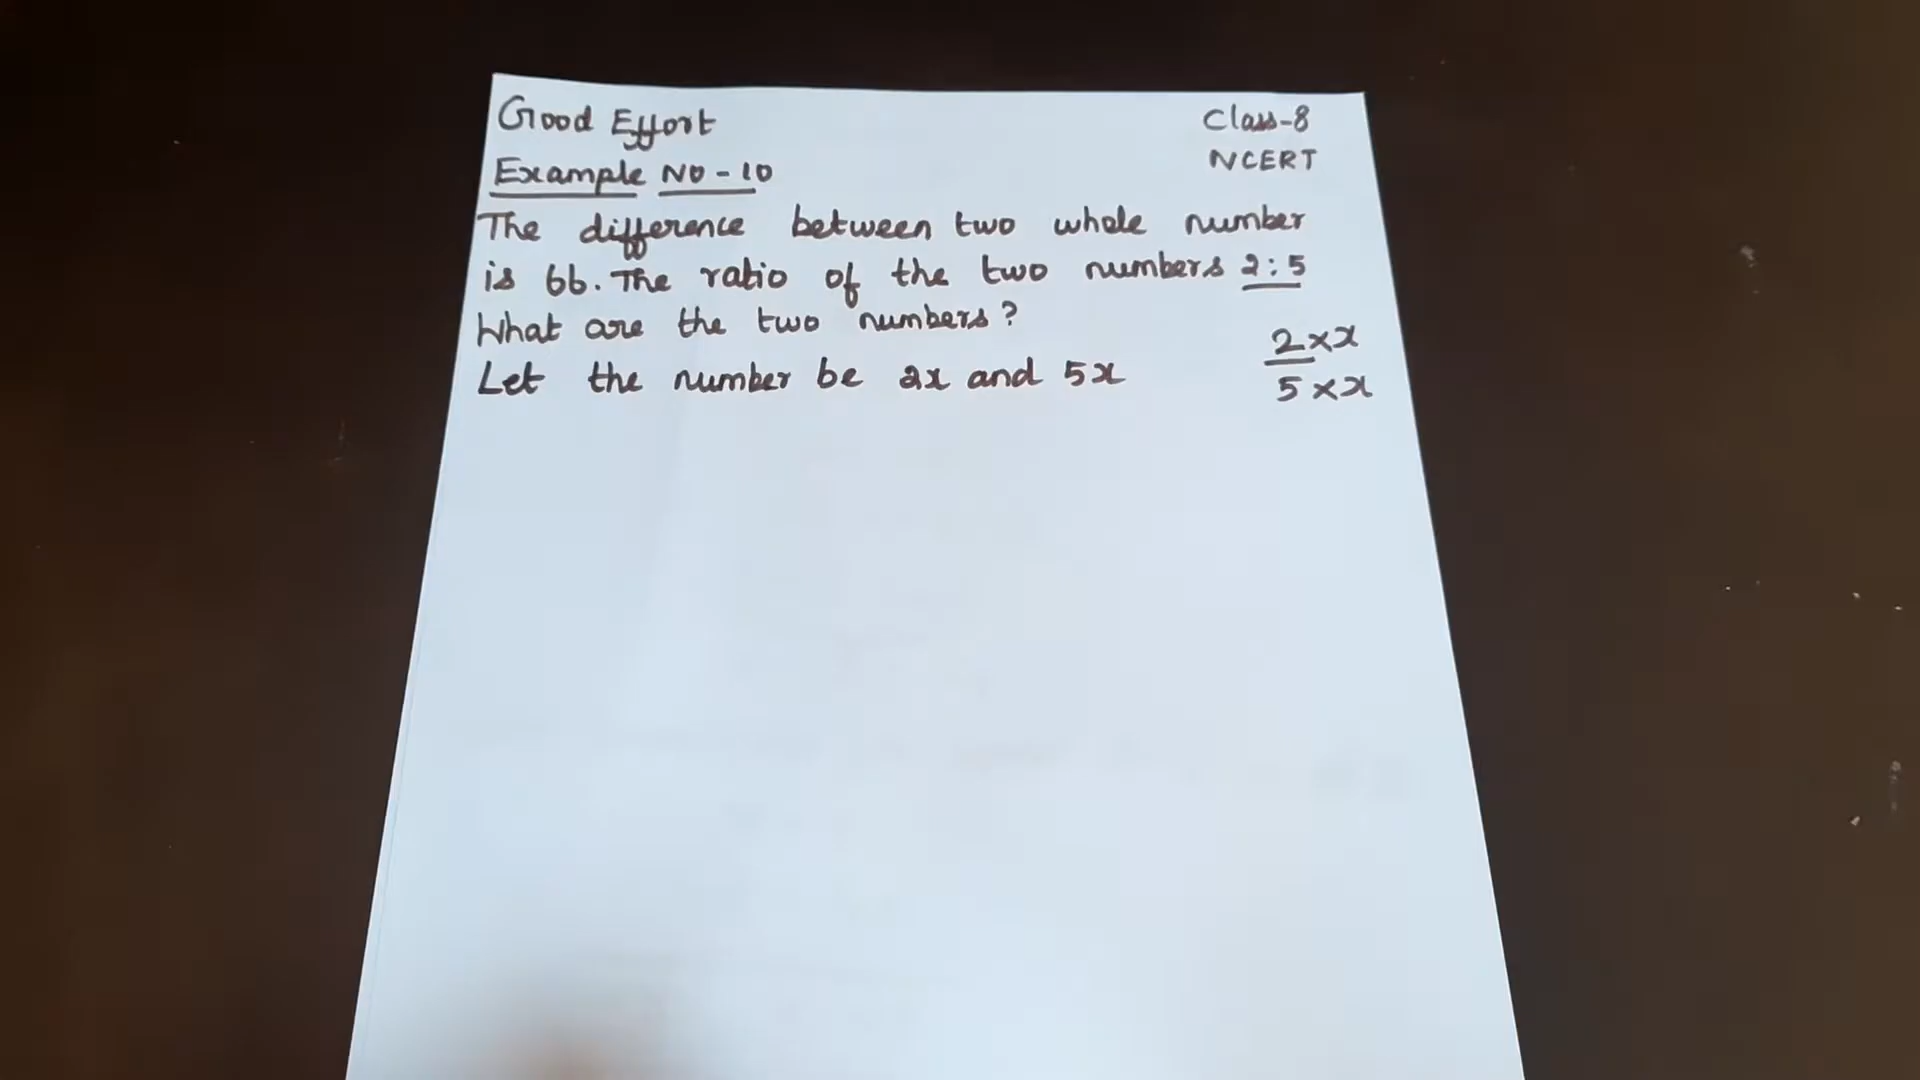 Good Effort
Class-8
Example NO - 10
NCERT
The difference between two whole number
is 66. The ratio of the two numbers 2:5
What are the two numbers?
2×x
Let the number be 2x and 5x
5×x